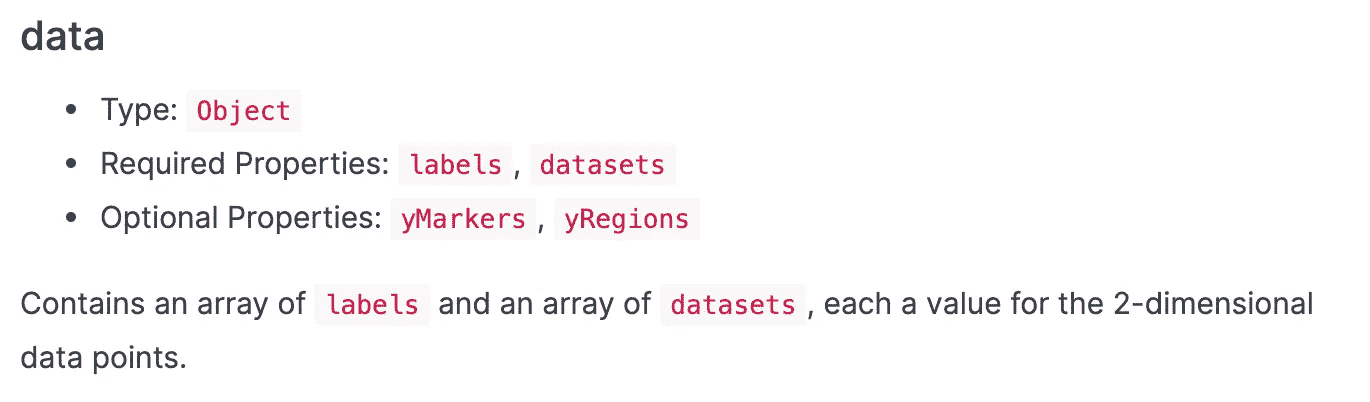 data
• Type: Object
• Required Properties: labels , datasets
• Optional Properties: yMarkers , yRegions
Contains an array of labels and an array of datasets , each a value for the 2-dimensional
data points.